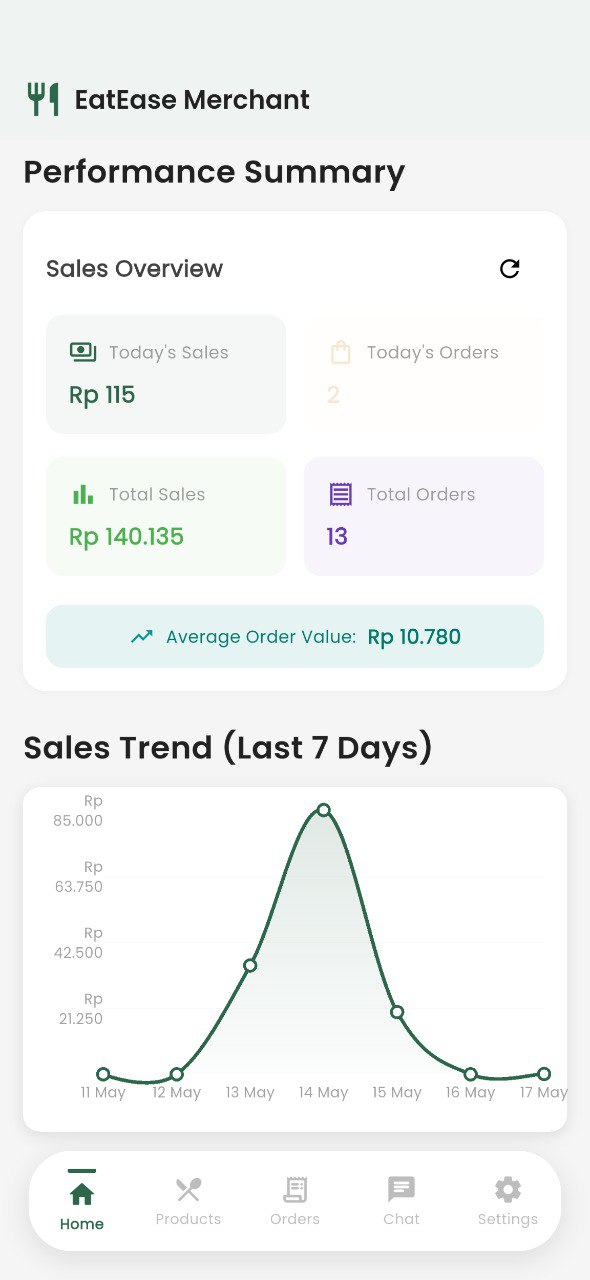 EatEase Merchant
Performance Summary
Sales Overview
Today's Sales
Rp 115
Today's Orders
2
Total Sales
Rp 140.135
Total Orders
13
Average Order Value: Rp 10.780
Sales Trend (Last 7 Days)
Rp
85.000
Rp
63.750
Rp
42.500
Rp
21.250
11 May 12 May 13 May 14 May 15 May 16 May 17 May
Home Products Orders Chat Settings